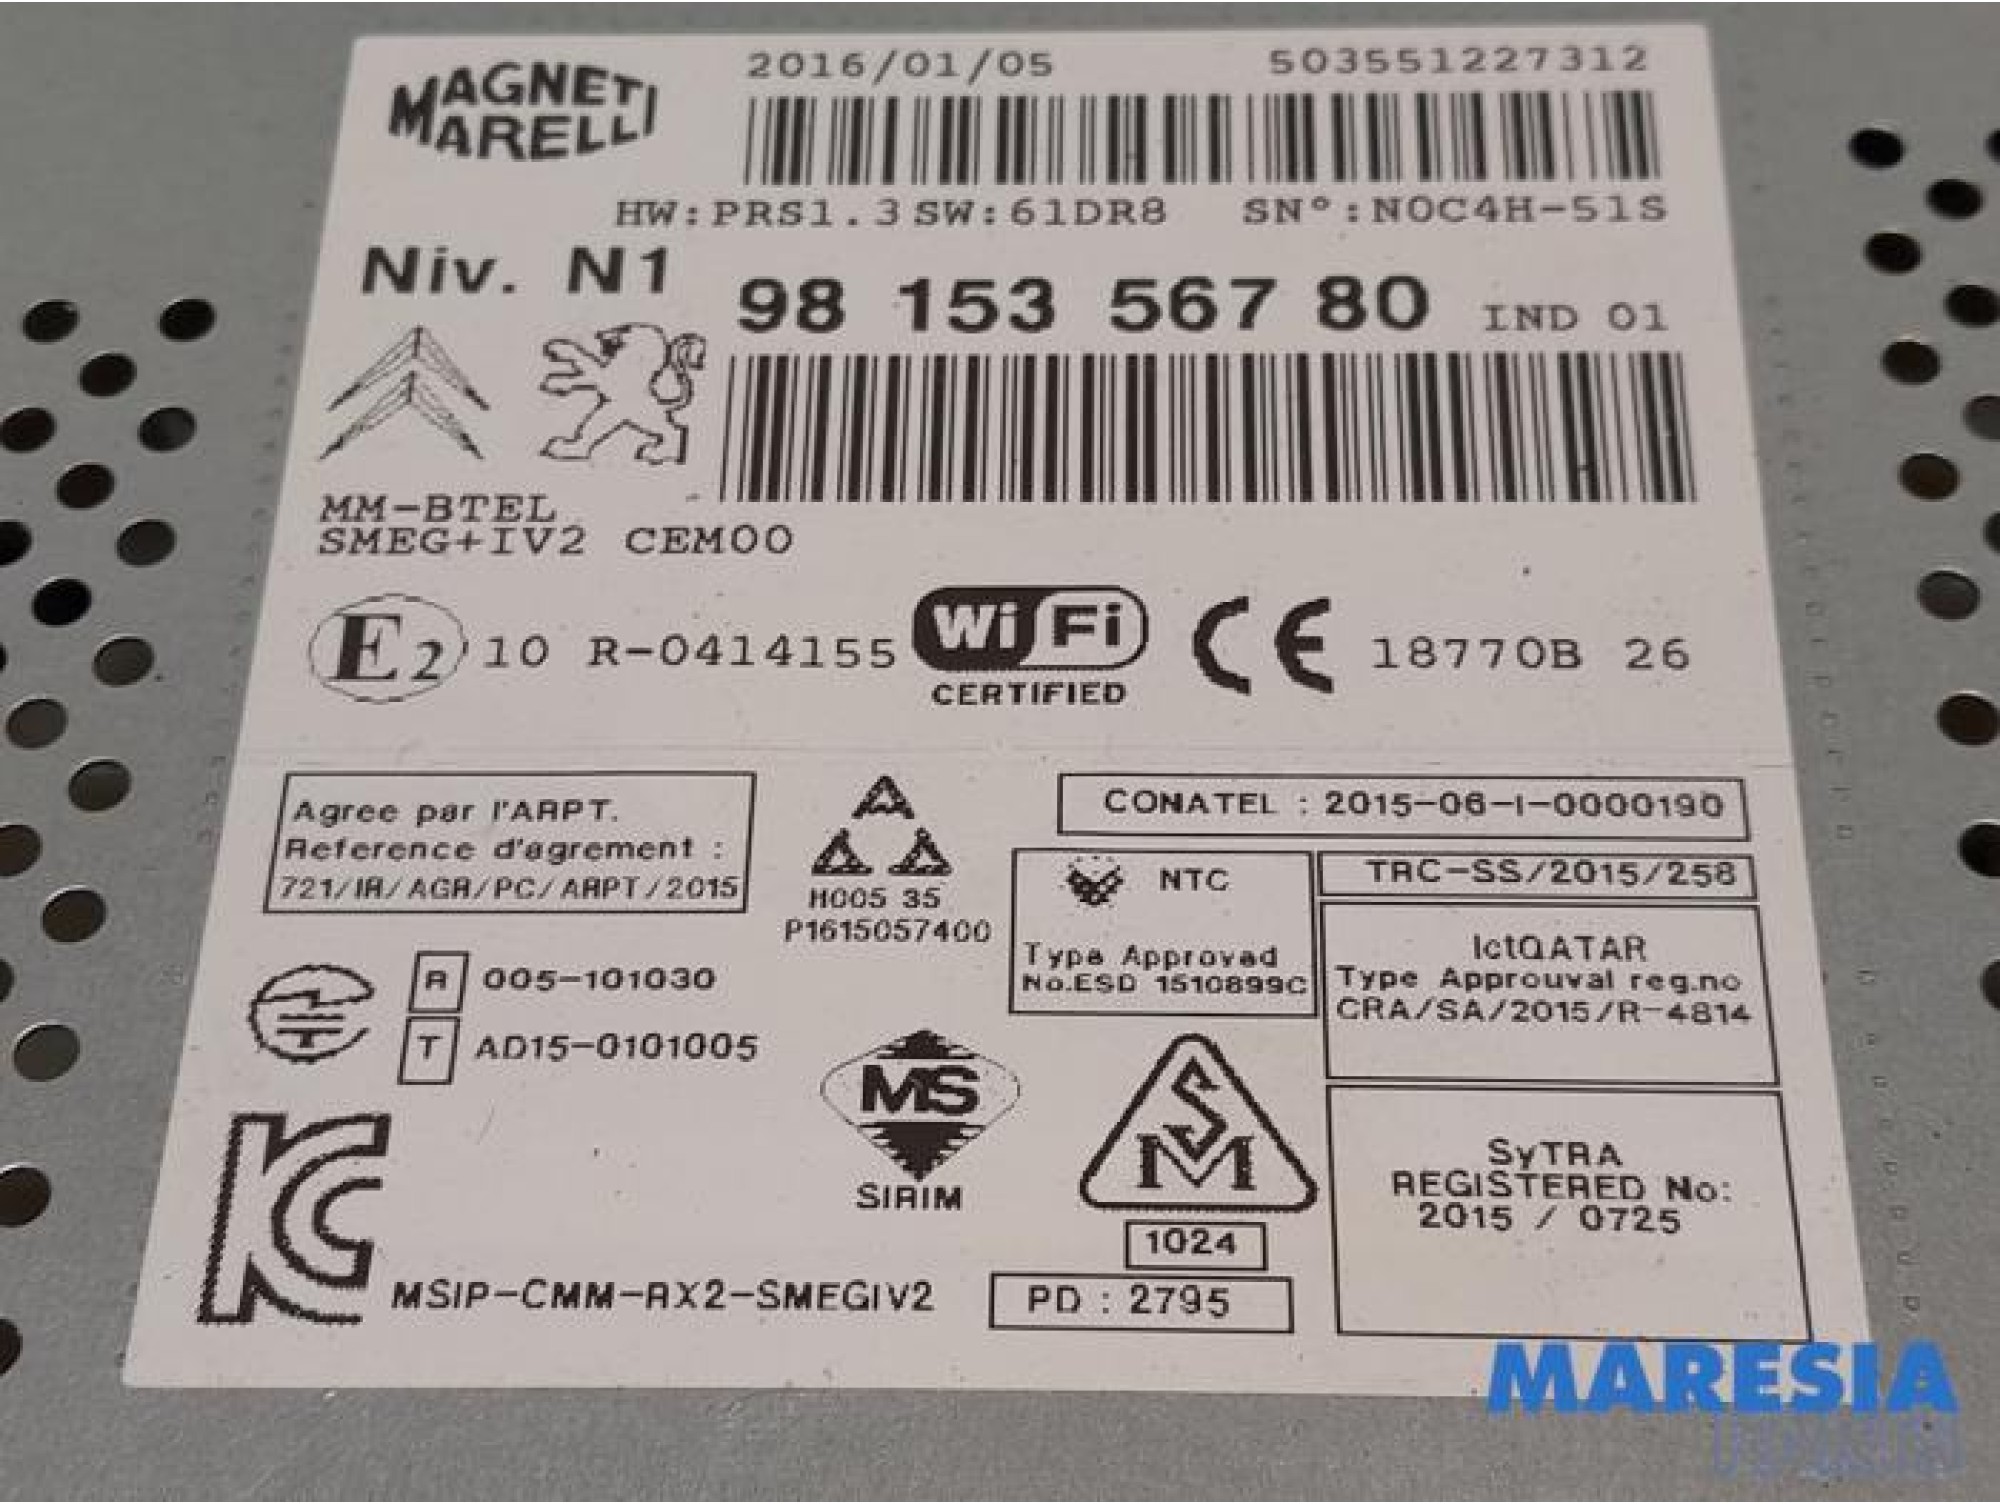 MAGNETI
MARELLI
2016/01/05 503551227312
HW:PRS1.3 SW:61DR8 SN°:N0C4H-51S
Niv. N1
98 153 567 80 IND 01
MM-BTEL
SMEG+IV2 CEM00
E2 10 R-0414155
WiFi
CERTIFIED
CE 18770B 26
Agree par l'ARPT.
Reference d'agrement :
721/IR/AGR/PC/ARPT/2015
H005 35
P1615057400
CONATEL : 2015-06-I-0000190
NTC
Type Approved
No.ESD 1510899C
TRC-SS/2015/258
ictQATAR
Type Approuval reg.no
CRA/SA/2015/R-4814
R 005-101030
T AD15-0101005
MS
SIRIM
SM
1024
PD : 2795
SyTRA
REGISTERED No:
2015 / 0725
KC
MSIP-CMM-RX2-SMEGIV2
MARESIA